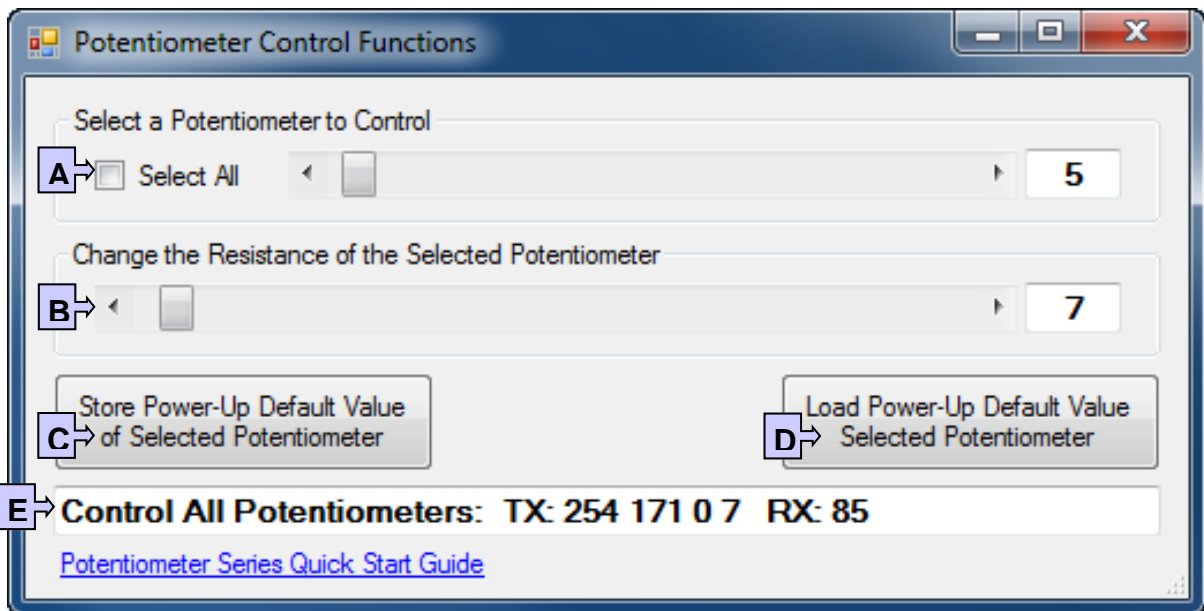 Potentiometer Control Functions
Select a Potentiometer to Control
A Select All 5
Change the Resistance of the Selected Potentiometer
B 7
Store Power-Up Default Value
C of Selected Potentiometer
Load Power-Up Default Value
D Selected Potentiometer
E Control All Potentiometers: TX: 254 171 0 7 RX: 85
Potentiometer Series Quick Start Guide